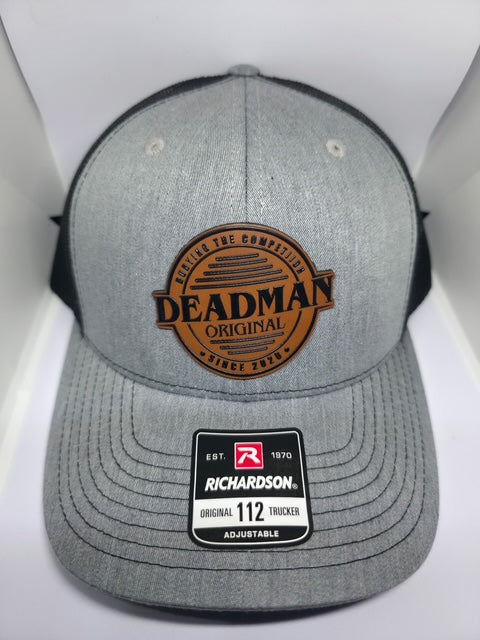 BURYING THE COMPETITION
DEADMAN
ORIGINAL
SINCE 2020
EST. R 1970
RICHARDSON®
ORIGINAL 112 TRUCKER
ADJUSTABLE